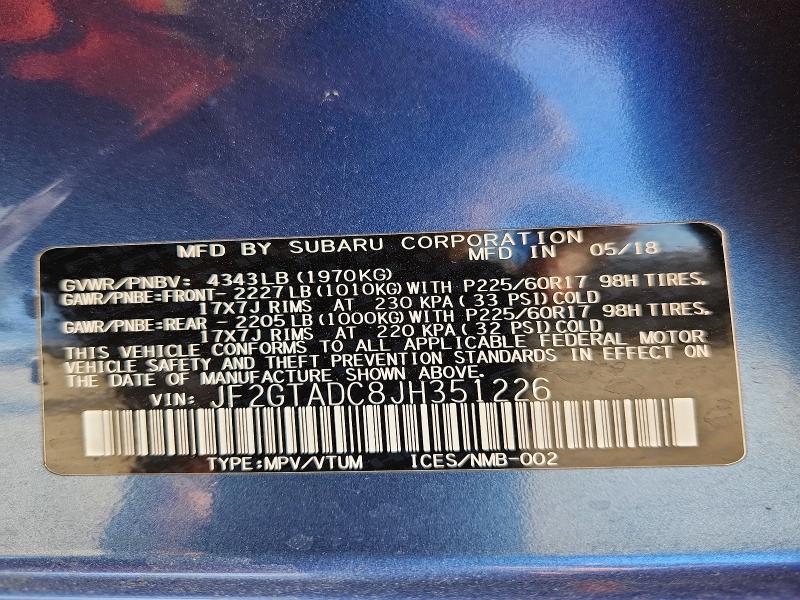 MFD BY SUBARU CORPORATION
MFD IN 05/18
GVWR/PNBV: 4343LB (1970KG)
GAWR/PNBE=FRONT- 2227LB (1010KG) WITH P225/60R17 98H TIRES.
17X7J RIMS AT 230 KPA (33 PSI) COLD
GAWR/PNBE=REAR - 2205LB (1000KG) WITH P225/60R17 98H TIRES.
17X7J RIMS AT 220 KPA (32 PSI) COLD
THIS VEHICLE CONFORMS TO ALL APPLICABLE FEDERAL MOTOR
VEHICLE SAFETY AND THEFT PREVENTION STANDARDS IN EFFECT ON
THE DATE OF MANUFACTURE SHOWN ABOVE.
VIN: JF2GTADC8JH351226
TYPE:MPV/VTUM ICES/NMB-002